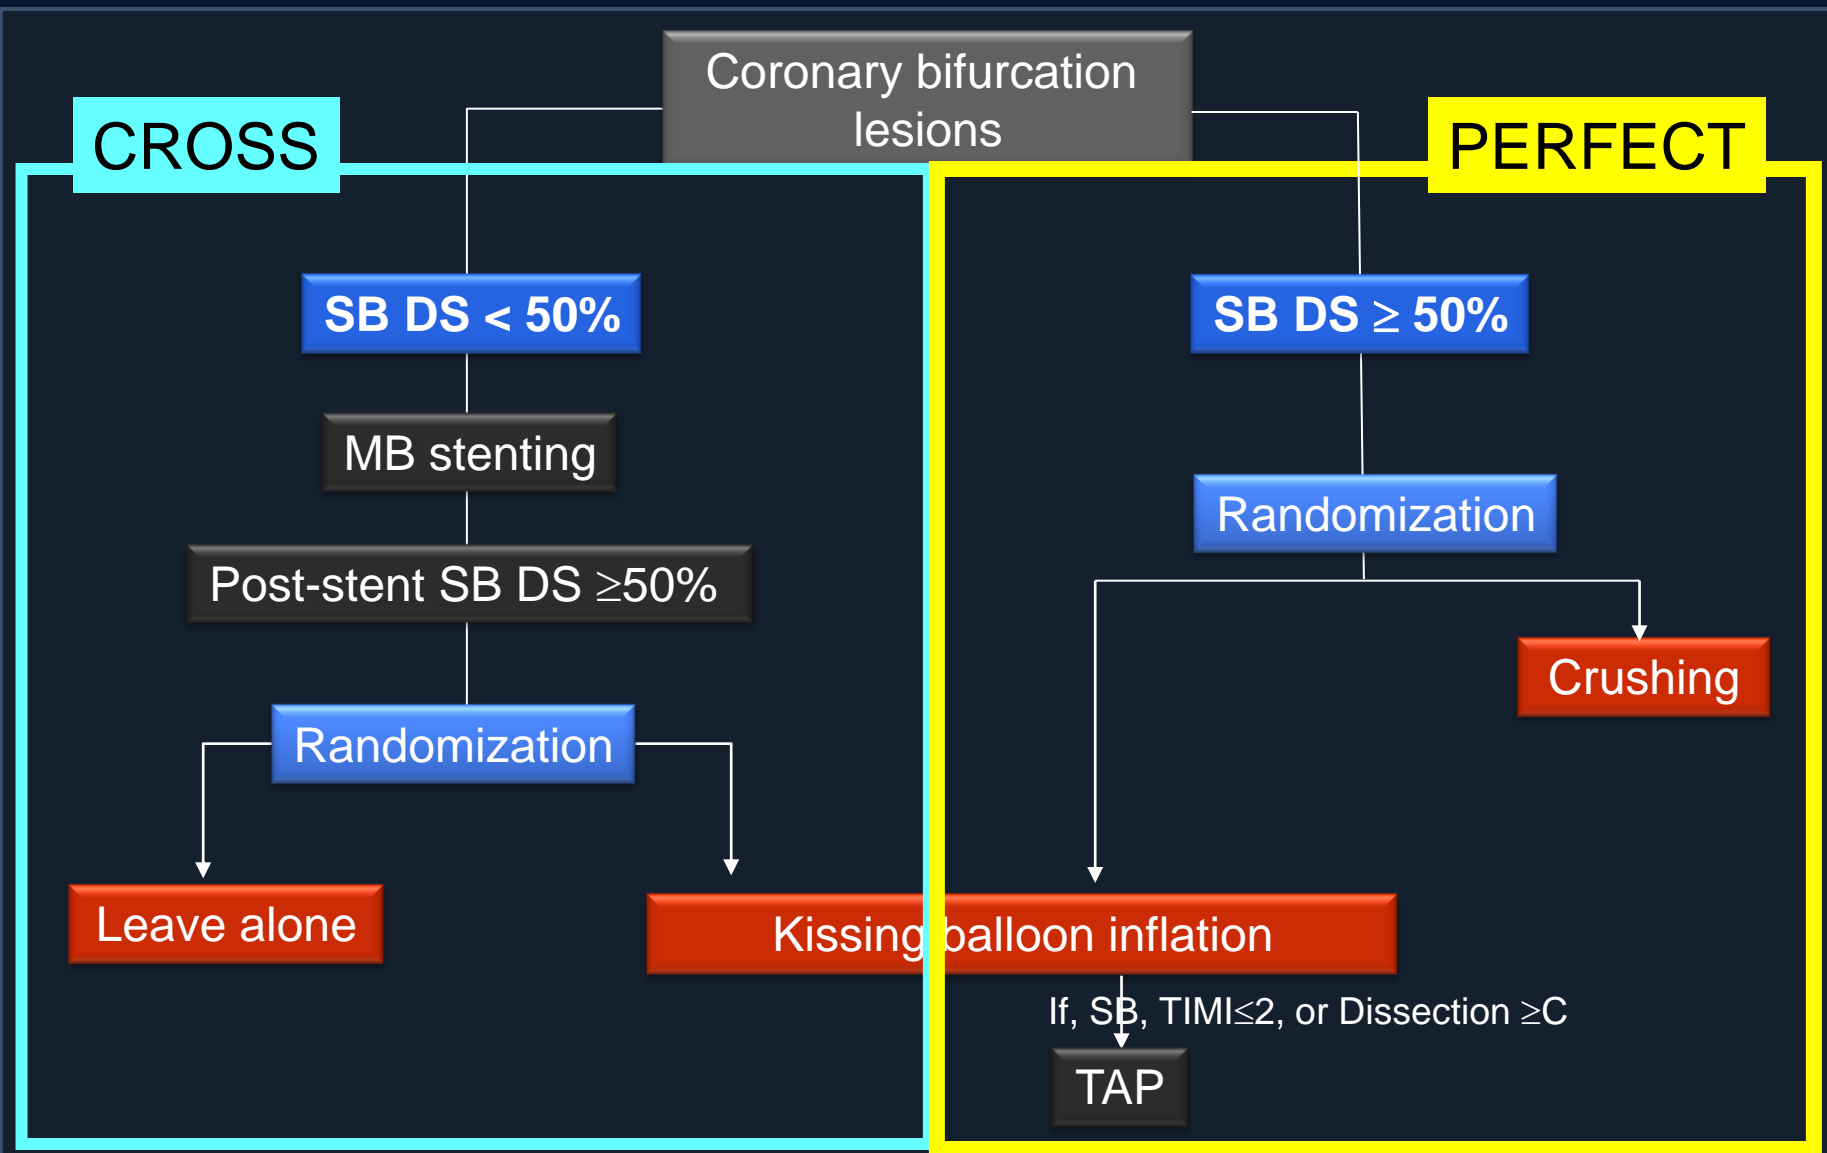 Coronary bifurcation
lesions
CROSS
PERFECT
SB DS < 50%
SB DS ≥ 50%
MB stenting
Randomization
Post-stent SB DS ≥50%
Crushing
Randomization
Leave alone
Kissing balloon inflation
If, SB, TIMI≤2, or Dissection ≥C
TAP